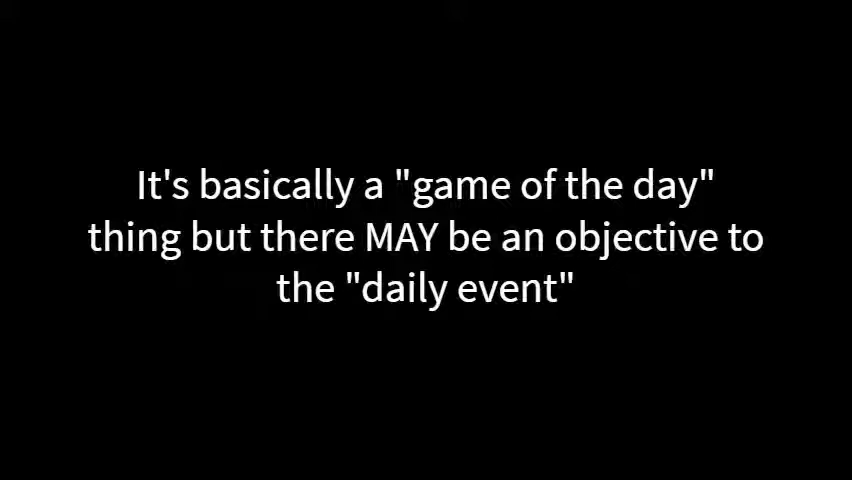 It's basically a "game of the day"
thing but there MAY be an objective to
the "daily event"